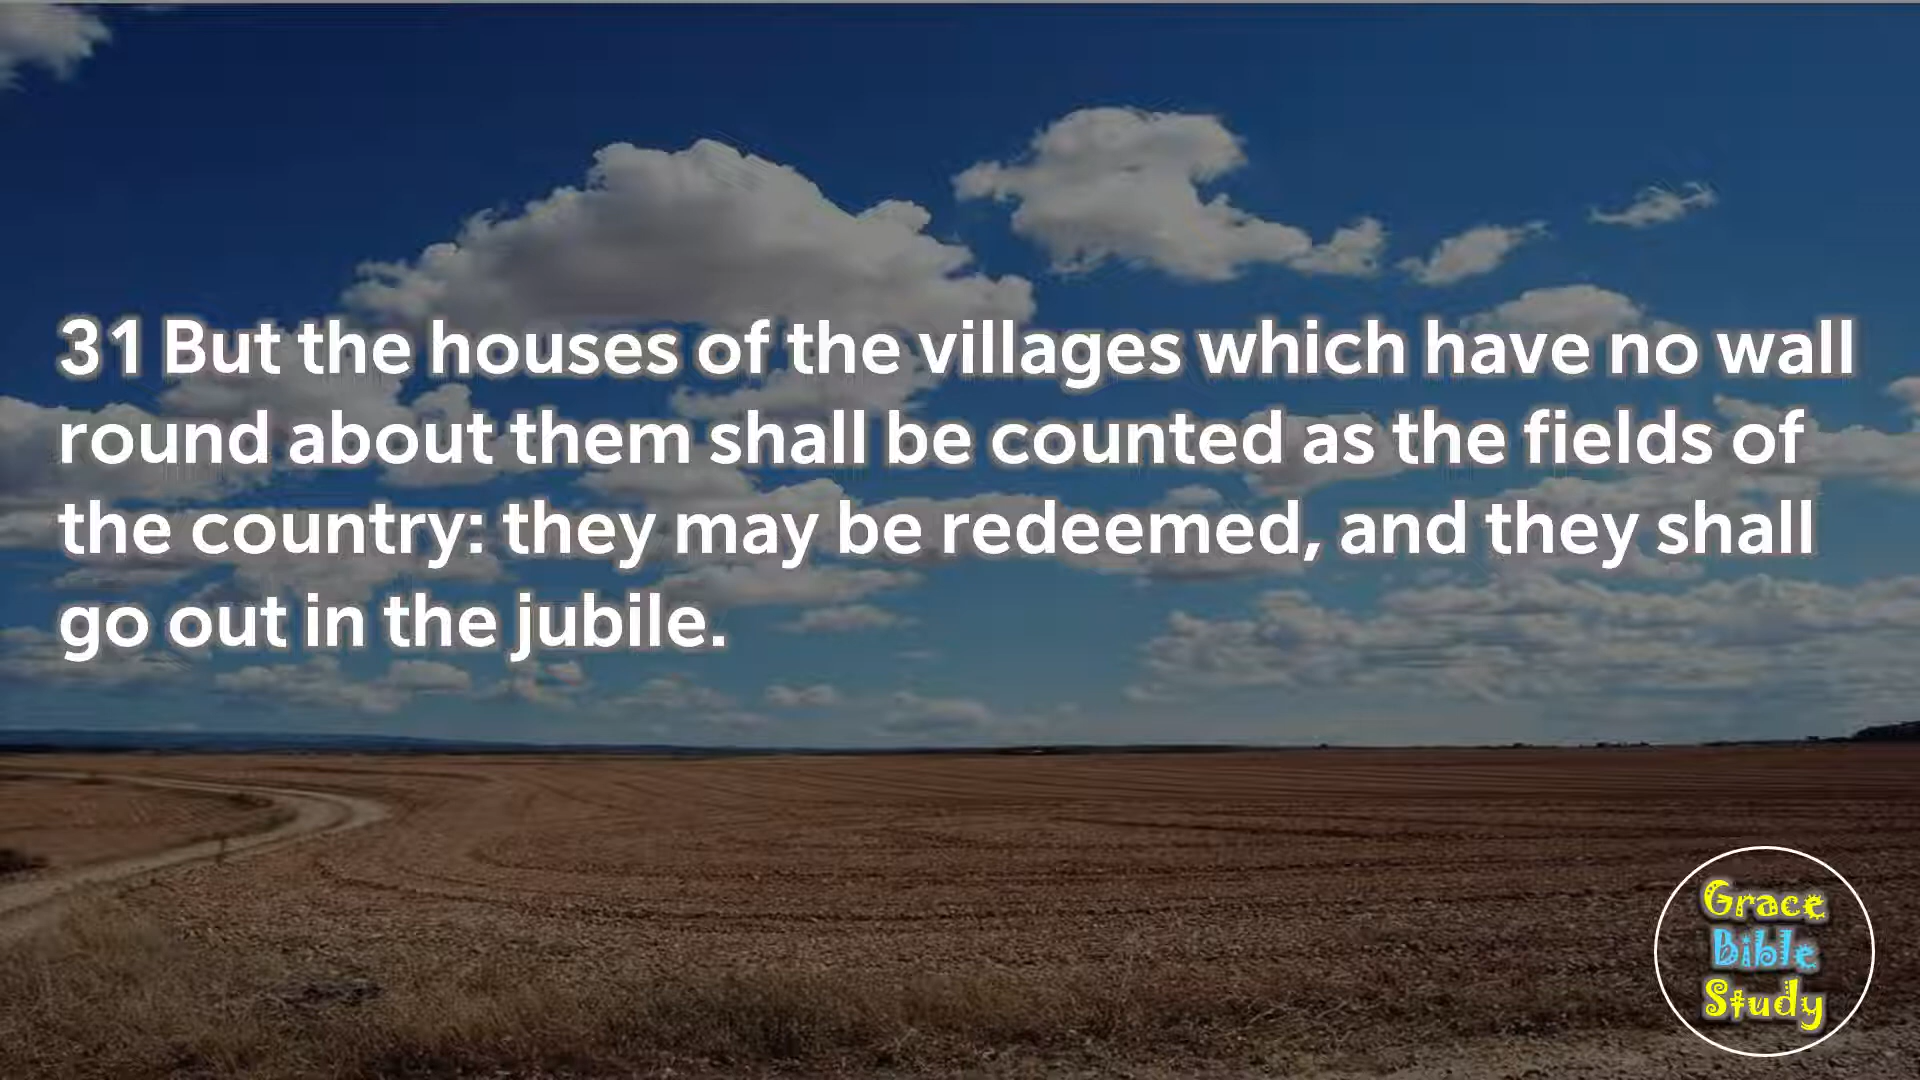 31 But the houses of the villages which have no wall
round about them shall be counted as the fields of
the country: they may be redeemed, and they shall
go out in the jubile.
Grace
Bible
Study